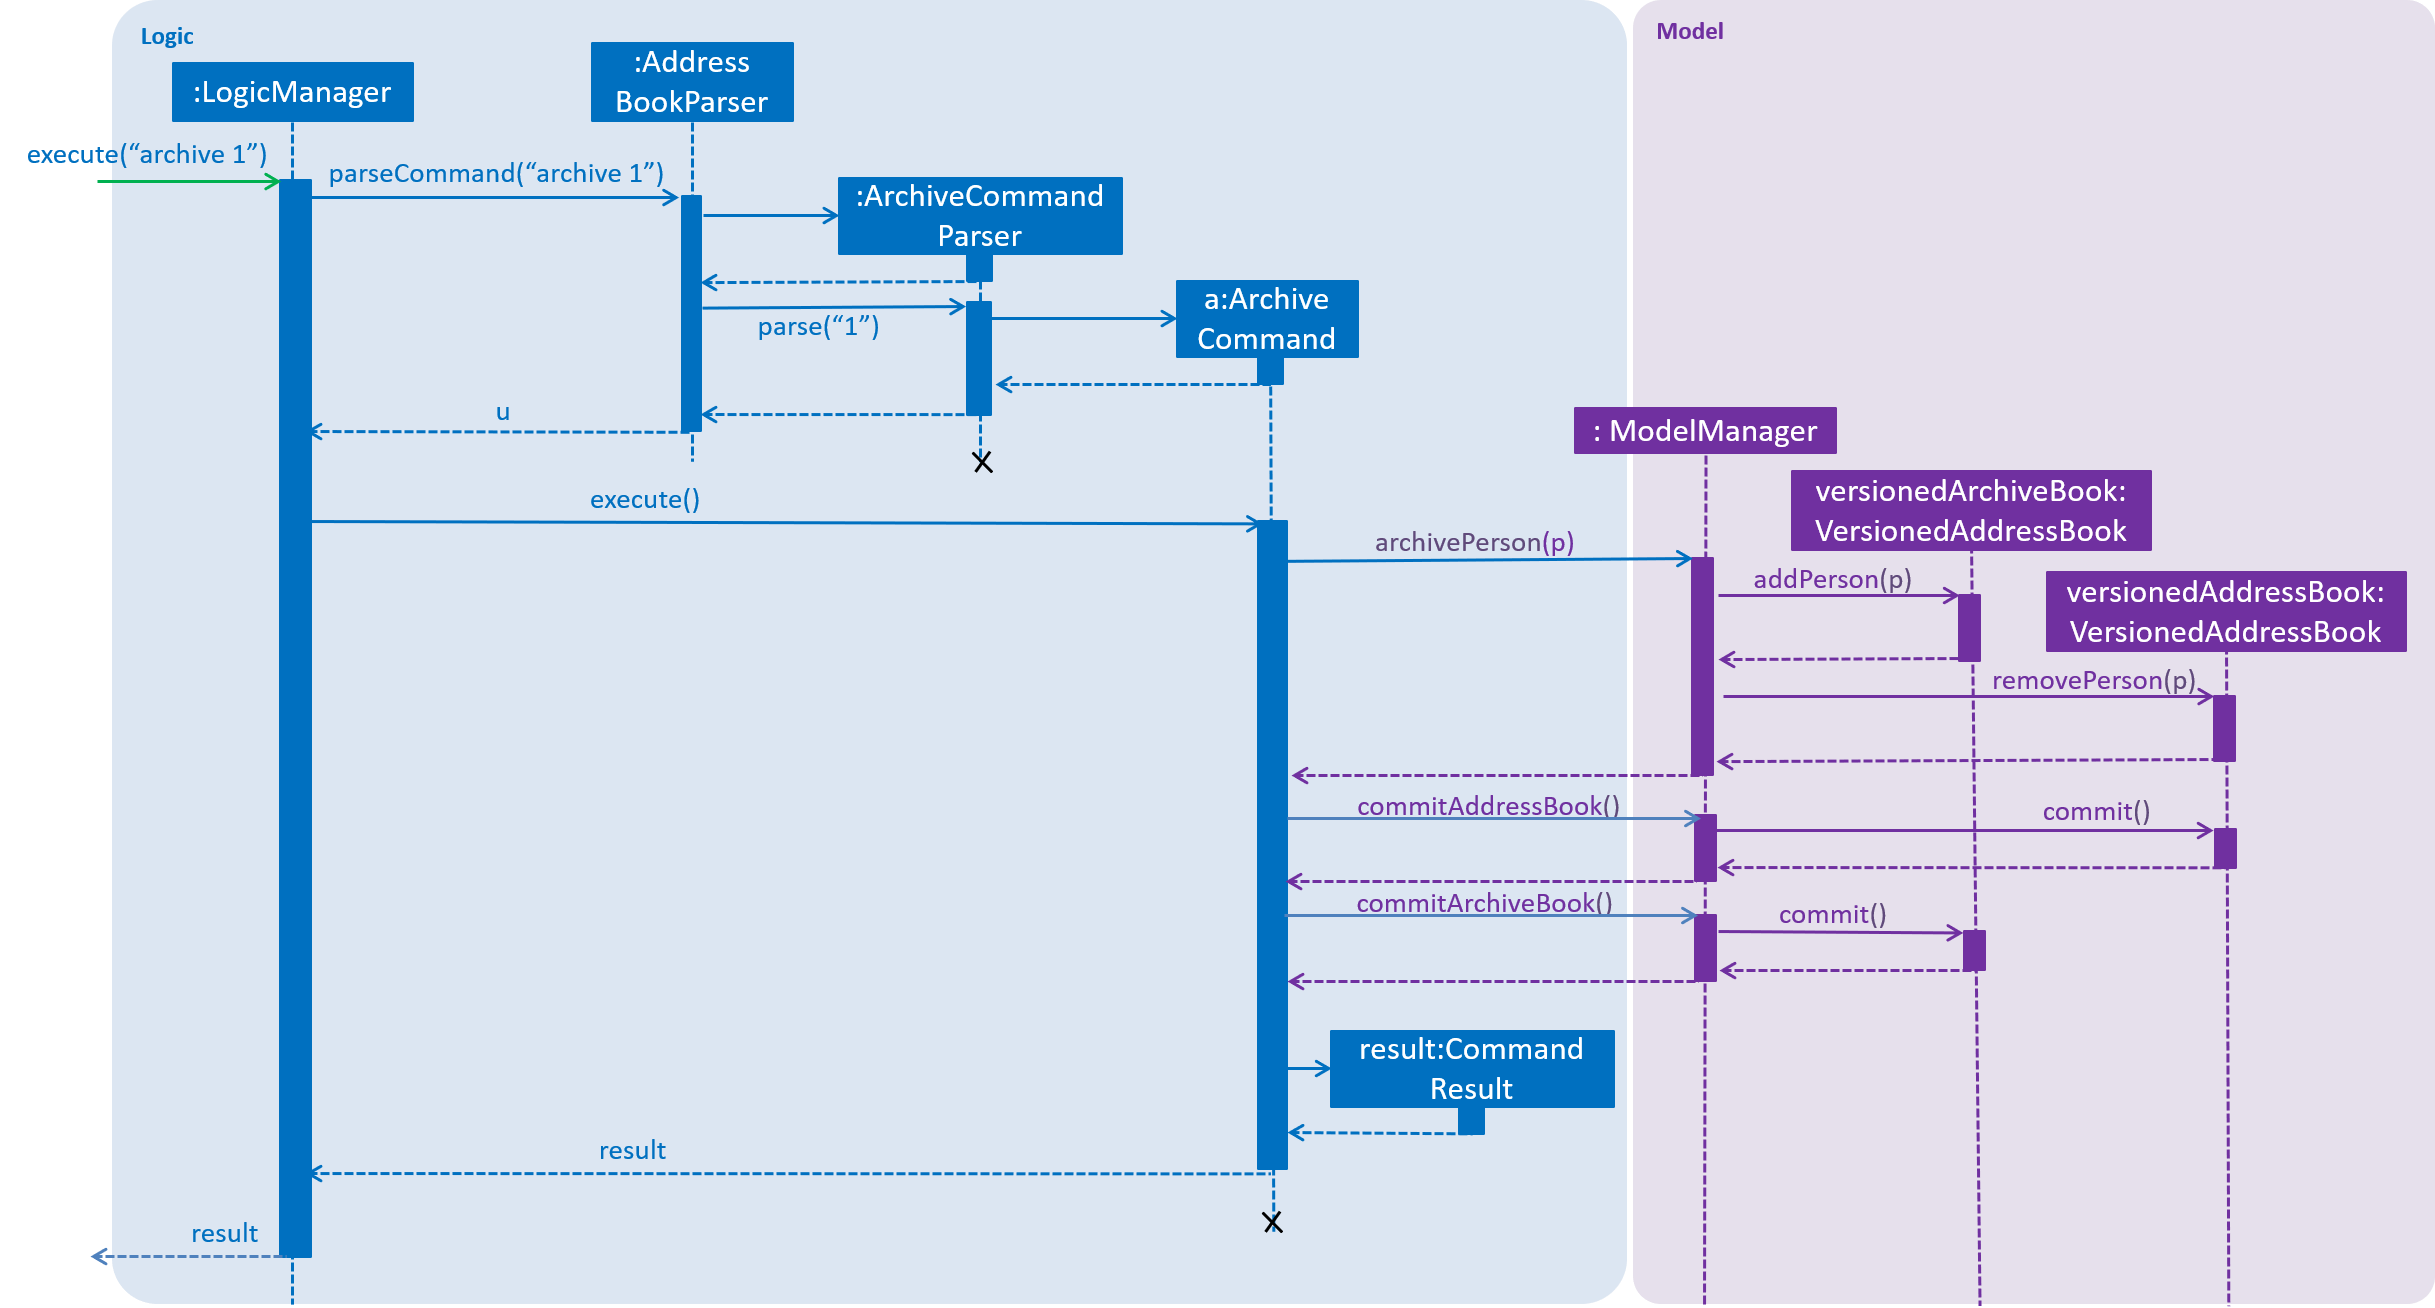 Logic
Model
:LogicManager
:Address
BookParser
execute(“archive 1”)
parseCommand(“archive 1”)
:ArchiveCommand
Parser
a:Archive
Command
parse(“1”)
u
: ModelManager
versionedArchiveBook:
VersionedAddressBook
execute()
archivePerson(p)
addPerson(p)
versionedAddressBook:
VersionedAddressBook
removePerson(p)
commitAddressBook()
commit()
commitArchiveBook()
commit()
result:Command
Result
result
result